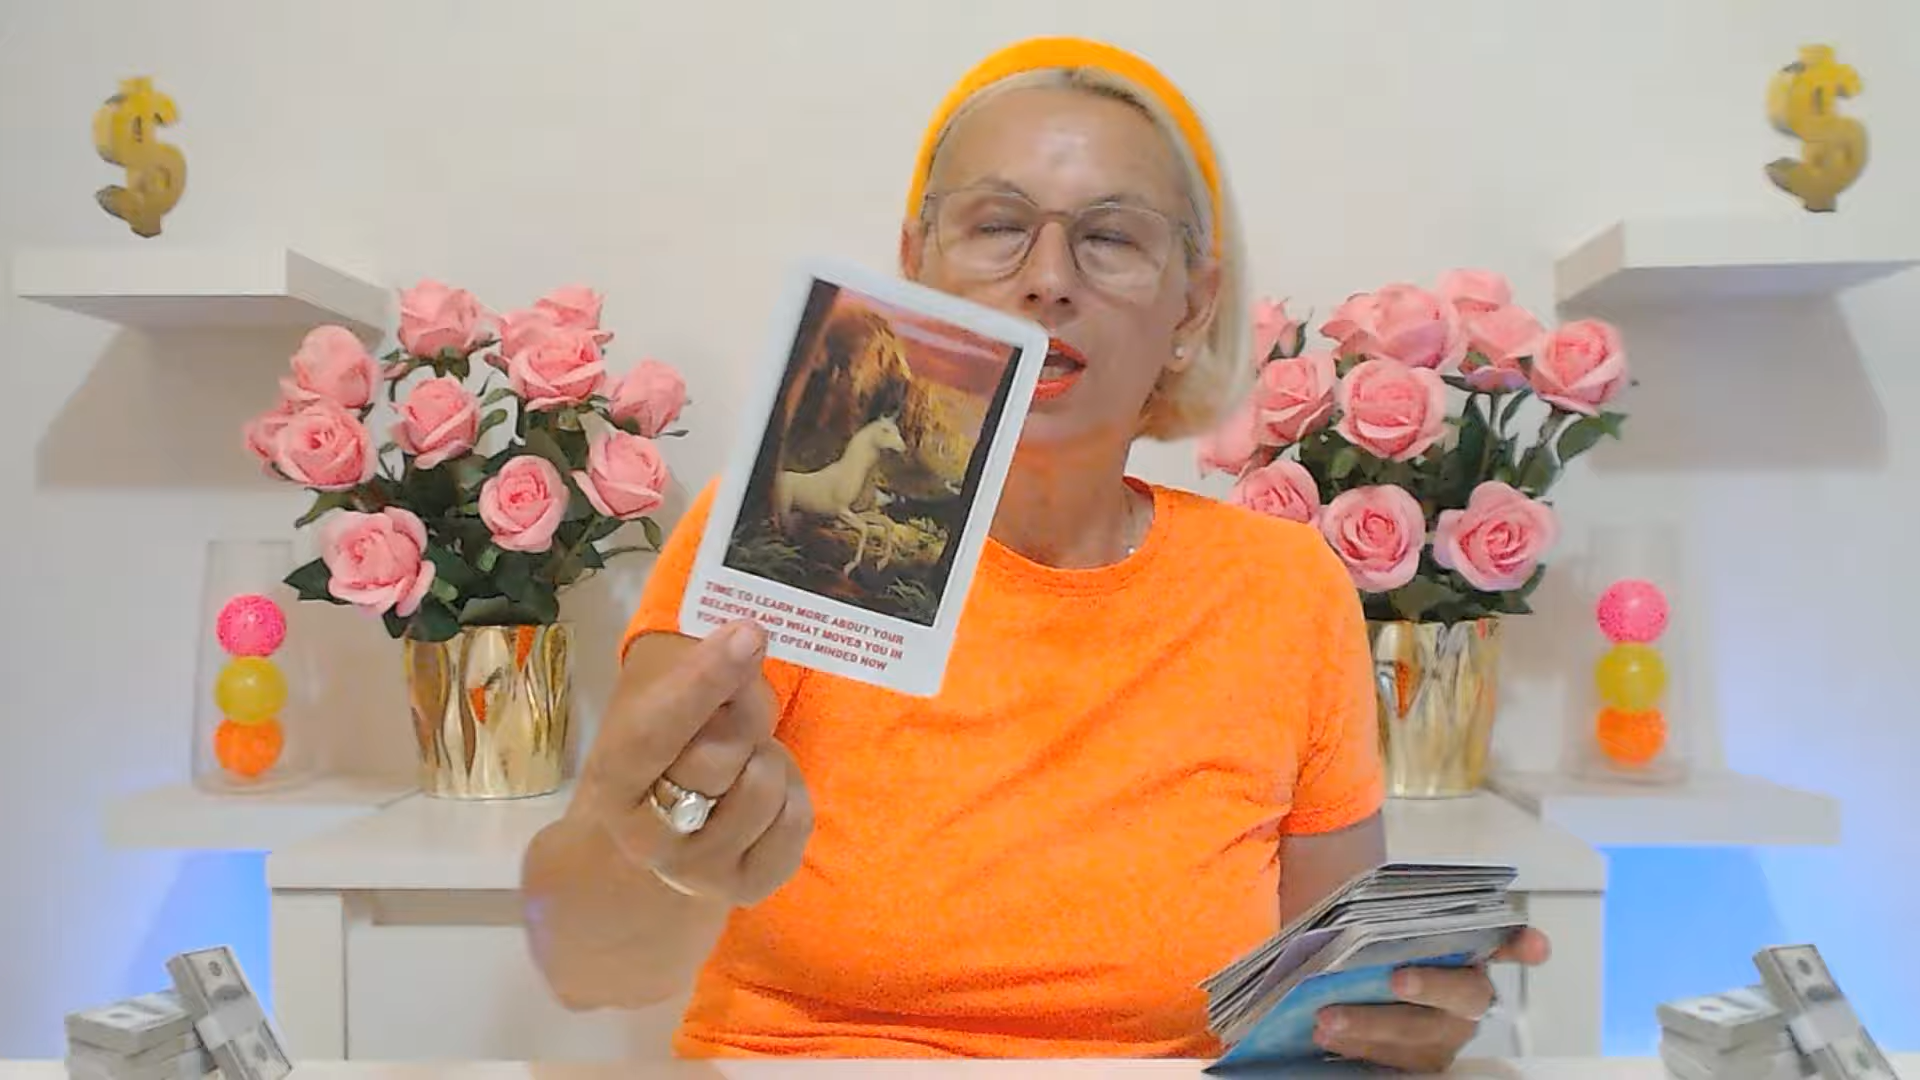 TIME TO LEARN MORE ABOUT YOUR
BELIEVES AND WHAT MOVES YOU IN
YOUR OPEN MINDED NOW